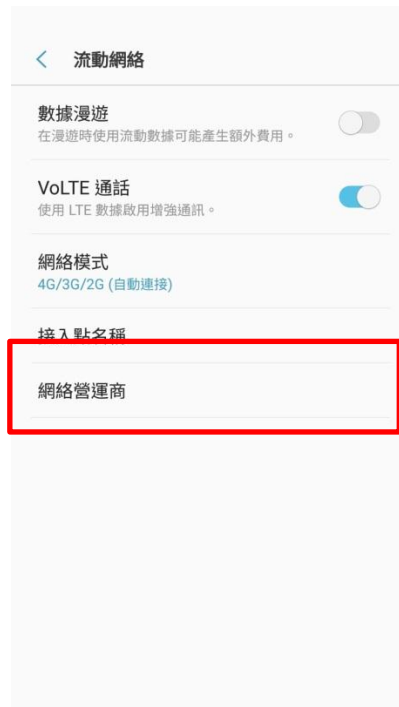 流動網絡
數據漫遊
在漫遊時使用流動數據可能產生額外費用。
VoLTE 通話
使用 LTE 數據啟用增強通訊。
網絡模式
4G/3G/2G (自動連接)
接入點名稱
網絡營運商